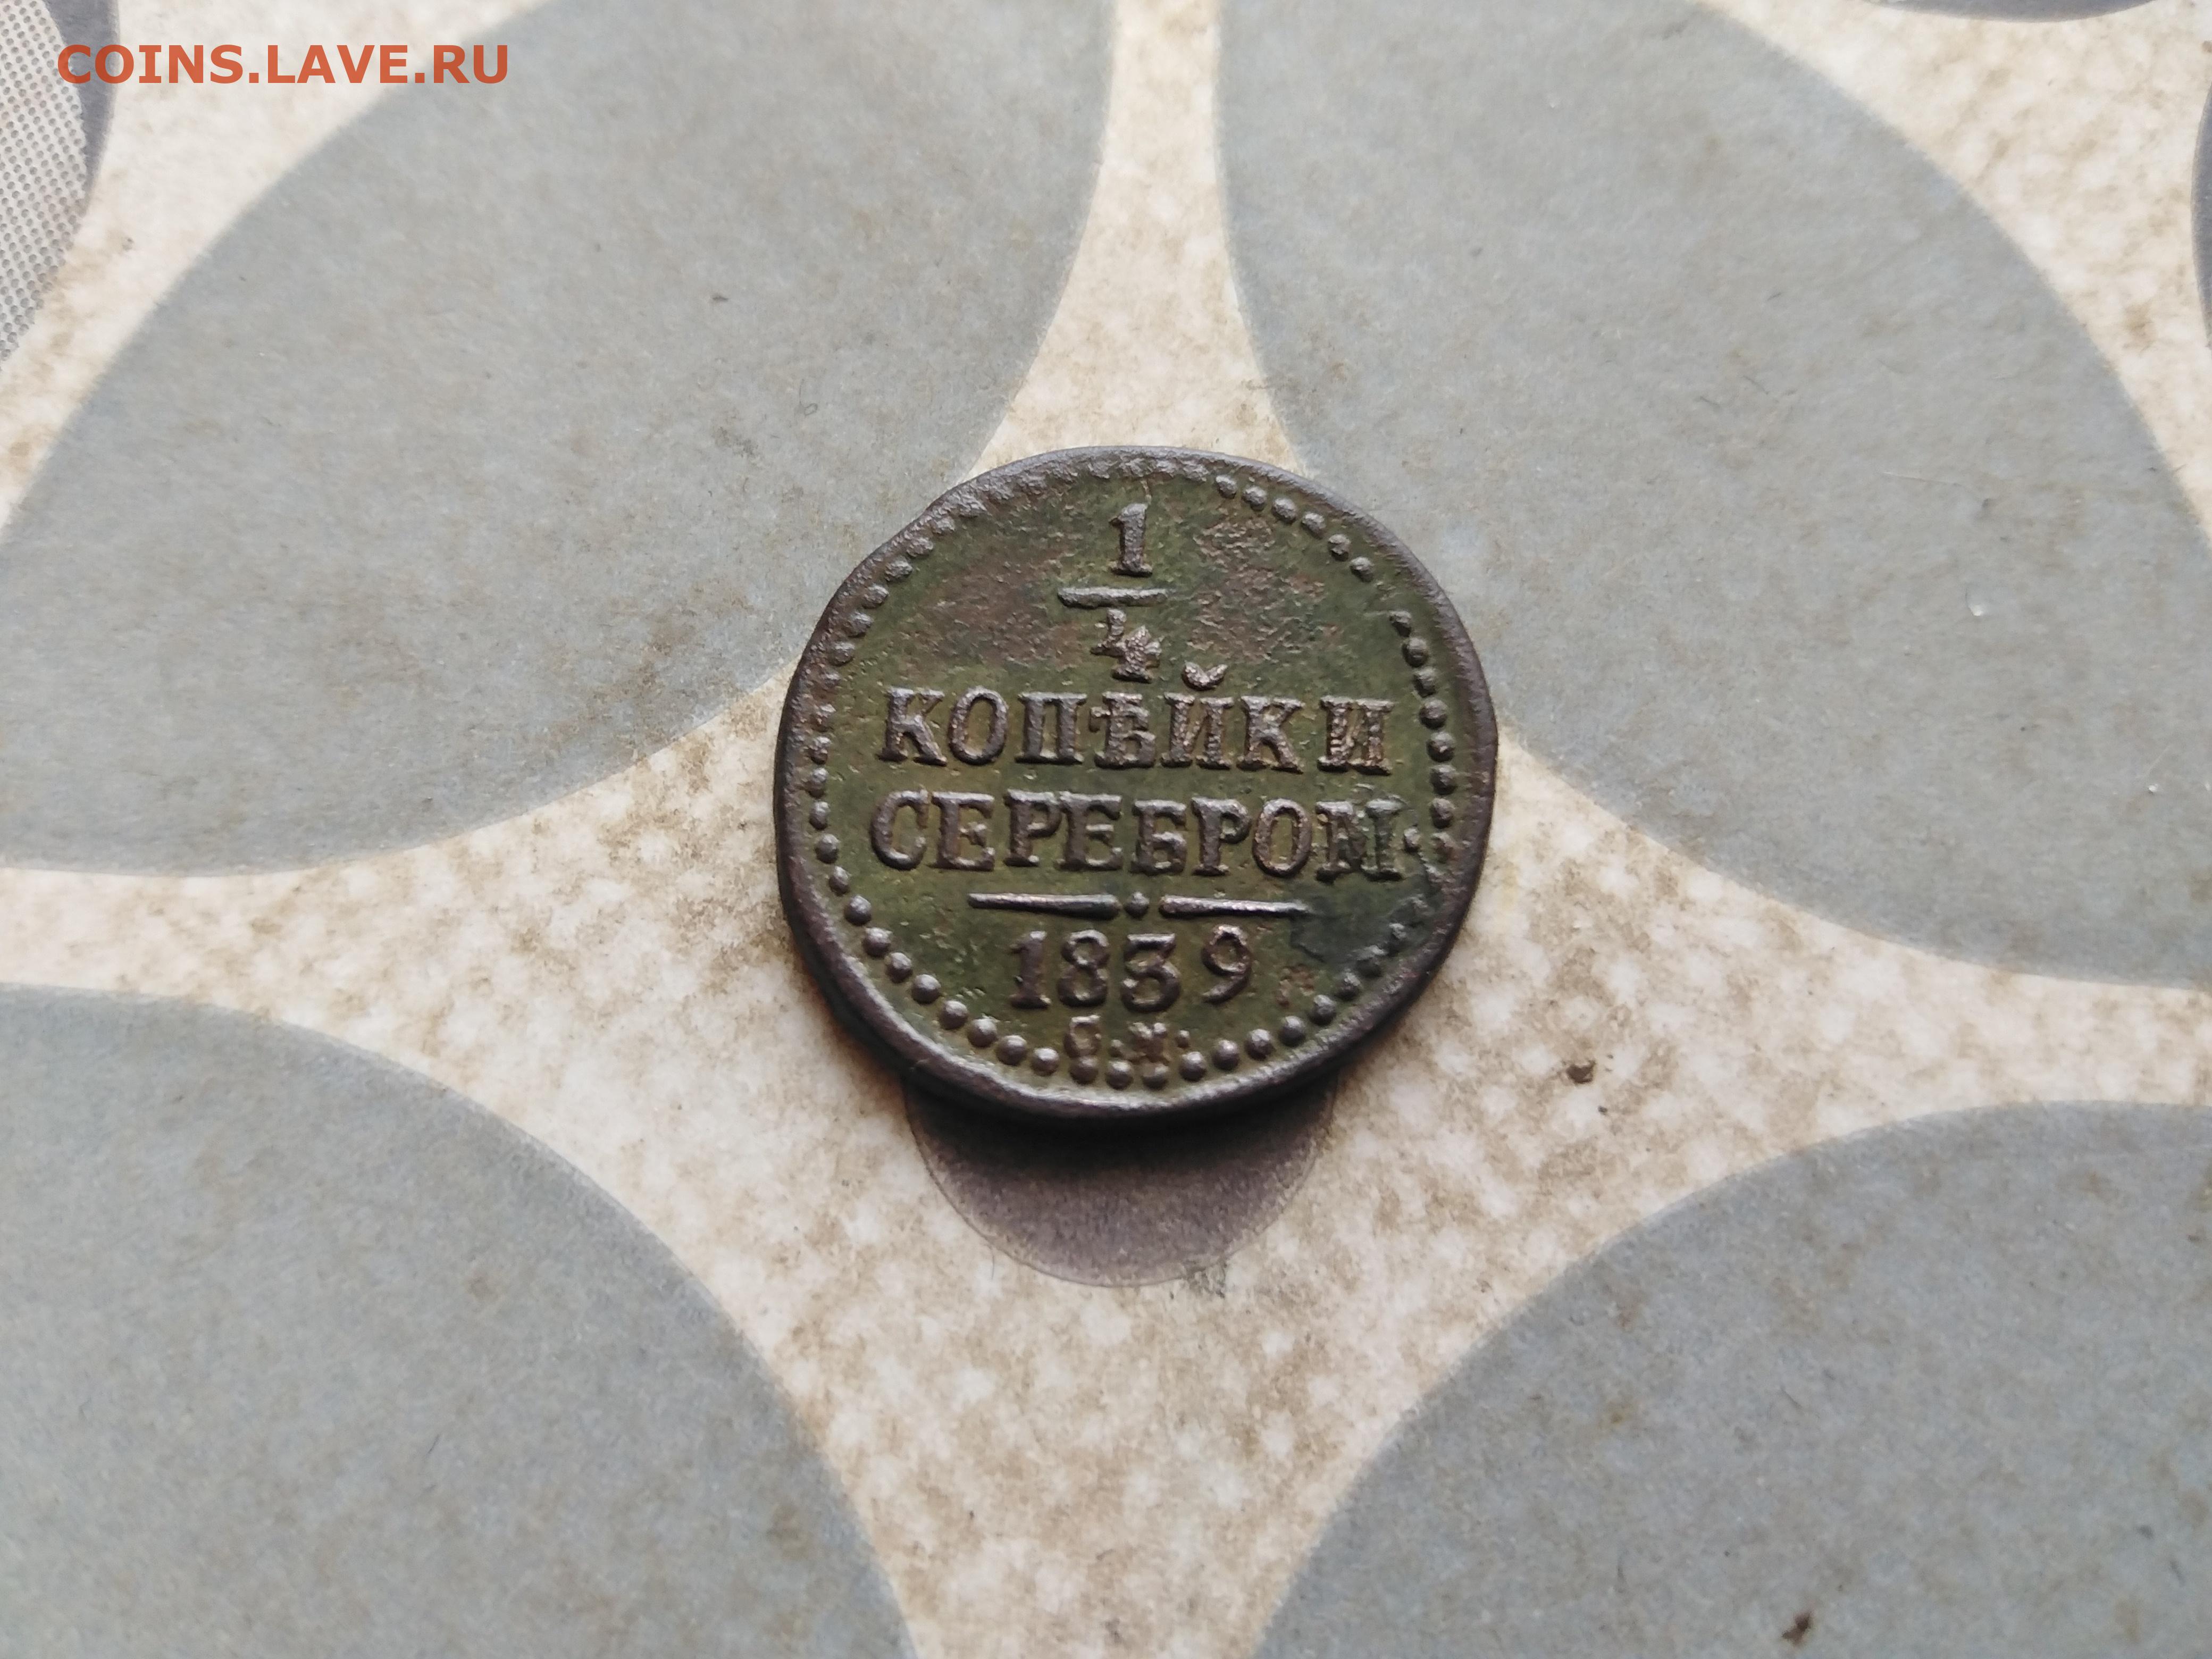 COINS.LAVE.RU
1
4
КОПѢЙКИ
СЕРЕБРОМ·
1839
С.М.